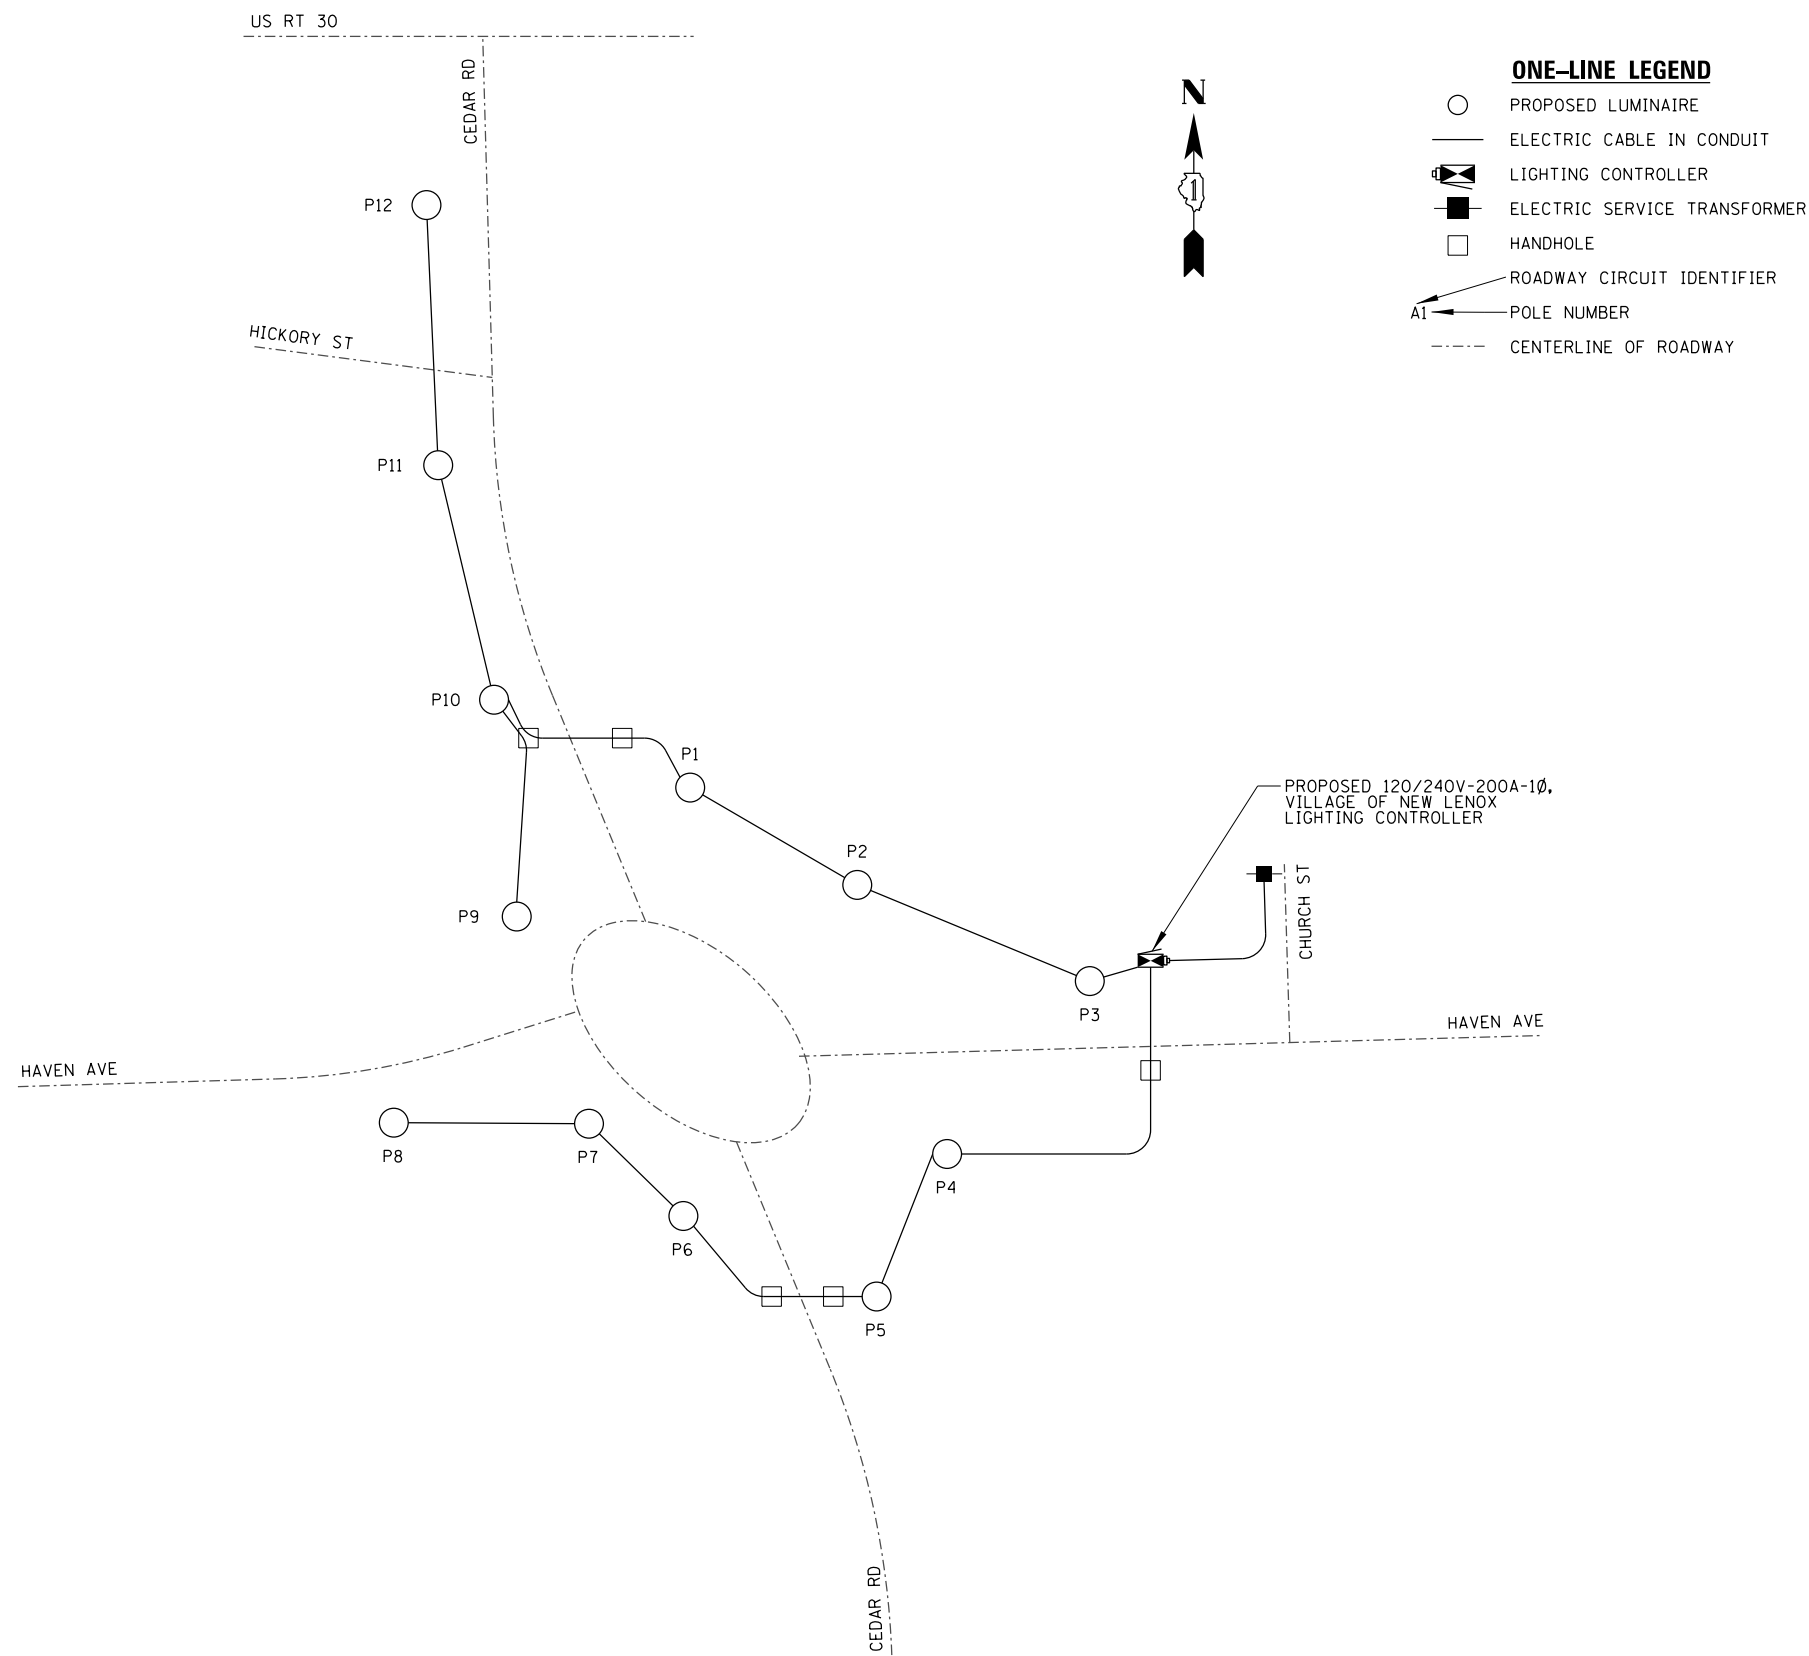 US RT 30
CEDAR RD
N
1
ONE-LINE LEGEND
PROPOSED LUMINAIRE
ELECTRIC CABLE IN CONDUIT
LIGHTING CONTROLLER
ELECTRIC SERVICE TRANSFORMER
HANDHOLE
ROADWAY CIRCUIT IDENTIFIER
A1
POLE NUMBER
CENTERLINE OF ROADWAY
P12
HICKORY ST
P11
P10
P1
PROPOSED 120/240V-200A-1Ø,
VILLAGE OF NEW LENOX
LIGHTING CONTROLLER
P2
CHURCH ST
P9
P3
HAVEN AVE
HAVEN AVE
P8
P7
P4
P6
P5
CEDAR RD